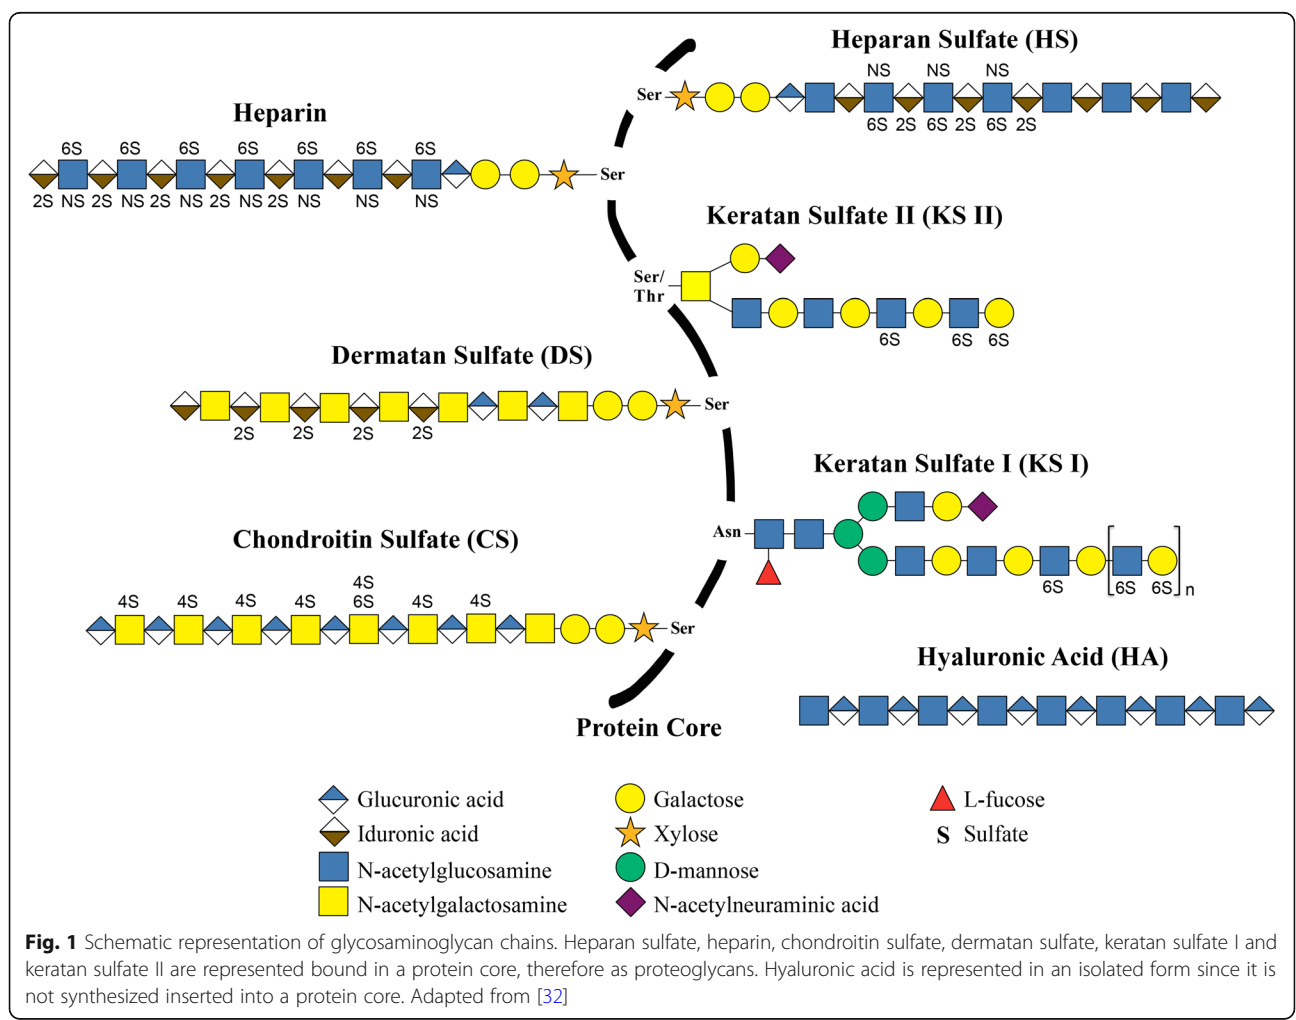 Heparan Sulfate (HS)
NS NS NS
Ser
6S 2S 6S 2S 6S 2S
Heparin
6S 6S 6S 6S 6S 6S 6S
Ser
2S NS 2S NS 2S NS 2S NS 2S NS NS NS
Keratan Sulfate II (KS II)
Ser/
Thr
6S 6S 6S
Dermatan Sulfate (DS)
Ser
2S 2S 2S 2S
Keratan Sulfate I (KS I)
Asn
6S 6S 6S n
Chondroitin Sulfate (CS)
4S
4S 4S 4S 4S 6S 4S 4S
Ser
Hyaluronic Acid (HA)
Protein Core
Glucuronic acid
Iduronic acid
N-acetylglucosamine
N-acetylgalactosamine
Galactose
Xylose
D-mannose
N-acetylneuraminic acid
L-fucose
S Sulfate
Fig. 1 Schematic representation of glycosaminoglycan chains. Heparan sulfate, heparin, chondroitin sulfate, dermatan sulfate, keratan sulfate I and
keratan sulfate II are represented bound in a protein core, therefore as proteoglycans. Hyaluronic acid is represented in an isolated form since it is
not synthesized inserted into a protein core. Adapted from [32]